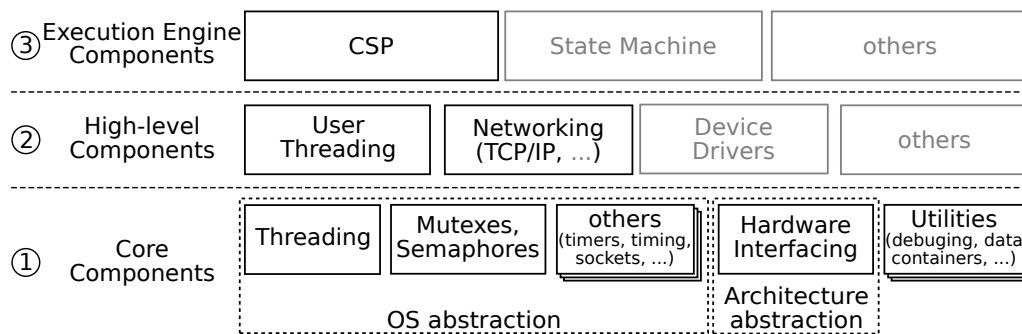 ③ Execution Engine
Components
CSP
State Machine
others
② High-level
Components
User
Threading
Networking
(TCP/IP, ...)
Device
Drivers
others
① Core
Components
Threading
Mutexes,
Semaphores
others
(timers, timing,
sockets, ...)
Hardware
Interfacing
Utilities
(debuging, data
containers, ...)
OS abstraction
Architecture
abstraction